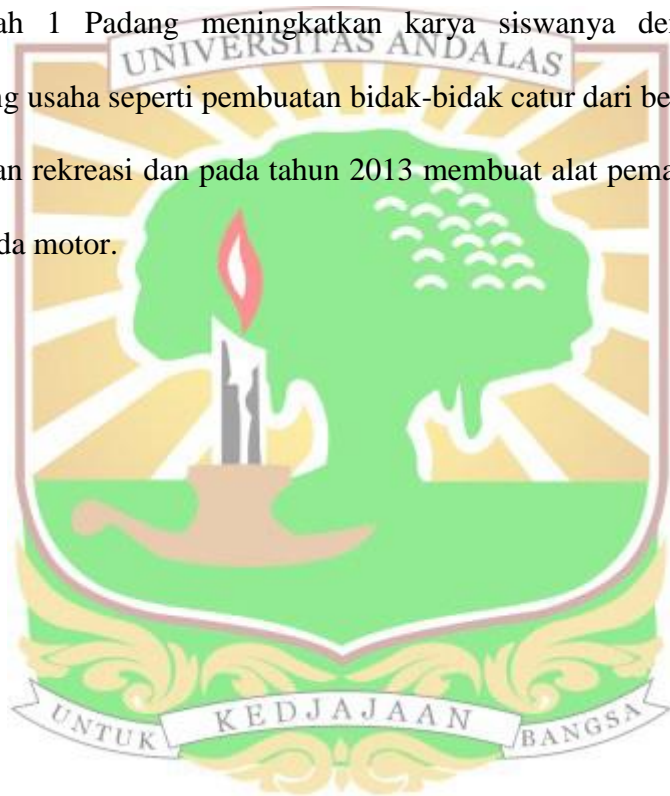 ah 1 Padang meningkatkan karya siswanya de
UNIVERSITAS ANDALAS
ng usaha seperti pembuatan bidak-bidak catur dari be
an rekreasi dan pada tahun 2013 membuat alat pema
da motor.
UNTUK KEDJAJAAN BANGSA